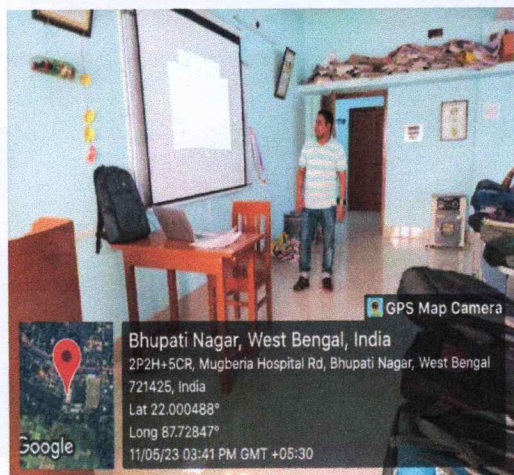 GPS Map Camera
Bhupati Nagar, West Bengal, India
2P2H+5CR, Mugberia Hospital Rd, Bhupati Nagar, West Bengal
721425, India
Lat 22.000488°
Long 87.72847°
11/05/23 03:41 PM GMT +05:30
Google